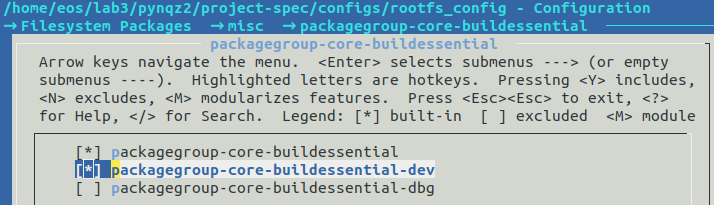 /home/eos/lab3/pynqz2/project-spec/configs/rootfs_config - Configuration
→Filesystem Packages →misc →packagegroup-core-buildessential
packagegroup-core-buildessential
Arrow keys navigate the menu. <Enter> selects submenus ---> (or empty
submenus ----). Highlighted letters are hotkeys. Pressing <Y> includes,
<N> excludes, <M> modularizes features. Press <Esc><Esc> to exit, <?>
for Help, </> for Search. Legend: [*] built-in [ ] excluded <M> module
[*] packagegroup-core-buildessential
[*] packagegroup-core-buildessential-dev
[ ] packagegroup-core-buildessential-dbg